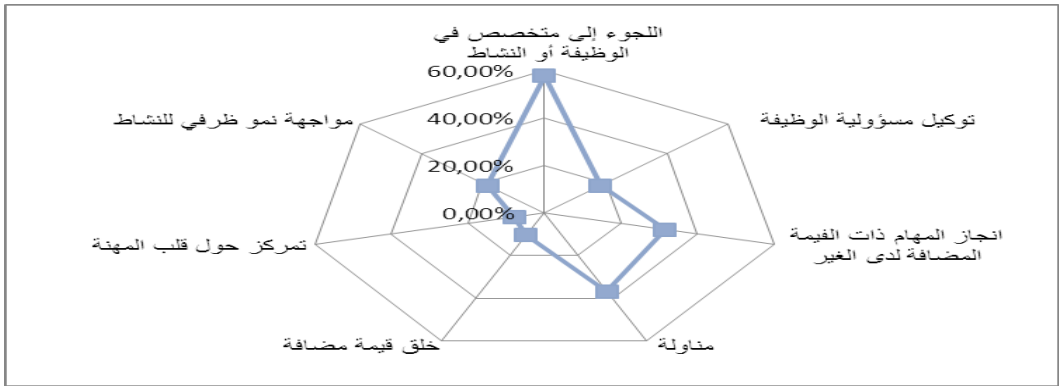 اللجوء إلى متخصص في
الوظيفة أو النشاط
60,00%
مواجهة نمو ظرفي للنشاط
40,00%
توكيل مسؤولية الوظيفة
20,00%
0,00%
تمركز حول قلب المهنة
انجاز المهام ذات القيمة
المضافة لدى الغير
خلق قيمة مضافة
مناولة